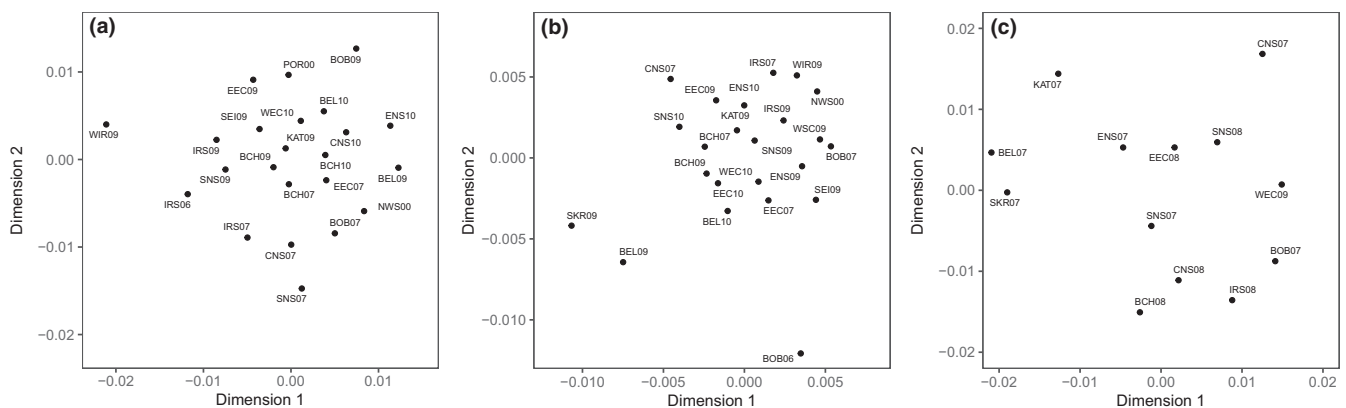 (a)
Dimension 2
0.01
0.00
−0.01
−0.02
BOB09
POR00
EEC09
BEL10
WIR09
SEI09
WEC10
ENS10
KAT09
CNS10
IRS09
BCH09
BCH10
SNS09
BEL09
BCH07
EEC07
IRS06
NWS00
IRS07
BOB07
CNS07
SNS07
−0.02
−0.01
0.00
0.01
Dimension 1
(b)
Dimension 2
0.005
0.000
−0.005
−0.010
CNS07
IRS07
WIR09
EEC09
ENS10
NWS00
SNS10
KAT09
IRS09
BCH07
WSC09
SNS09
BOB07
BCH09
WEC10
ENS09
EEC10
SEI09
EEC07
BEL10
SKR09
BEL09
BOB06
−0.010
−0.005
0.000
0.005
Dimension 1
(c)
Dimension 2
0.02
0.01
0.00
−0.01
−0.02
CNS07
KAT07
ENS07
SNS08
EEC08
BEL07
SKR07
WEC09
SNS07
BOB07
CNS08
IRS08
BCH08
−0.02
−0.01
0.00
0.01
0.02
Dimension 1